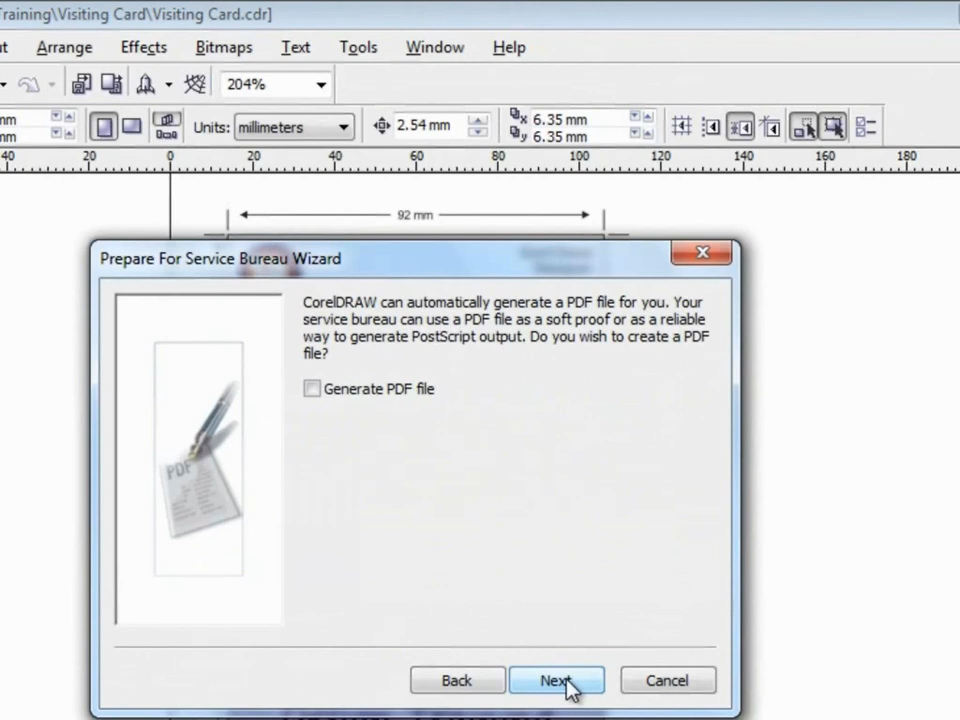 Training\Visiting Card\Visiting Card.cdr]
Arrange Effects Bitmaps Text Tools Window Help
204%
Units: millimeters 2.54 mm x 6.35 mm
y 6.35 mm
40 20 0 20 40 60 80 100 120 140 160 180
92 mm
Prepare For Service Bureau Wizard
CorelDRAW can automatically generate a PDF file for you. Your
service bureau can use a PDF file as a soft proof or as a reliable
way to generate PostScript output. Do you wish to create a PDF
file?
Generate PDF file
PDF
Back Next Cancel